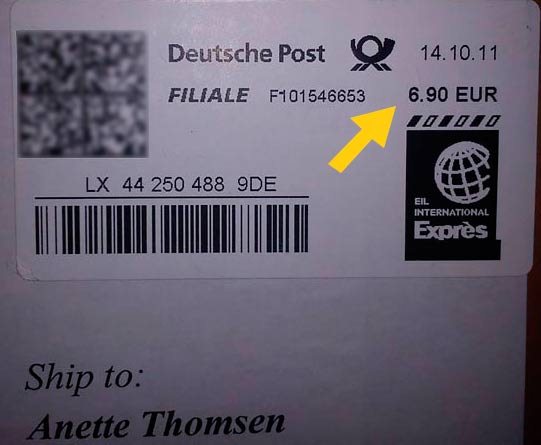 Deutsche Post 14.10.11
FILIALE F101546653 6.90 EUR
EIL
INTERNATIONAL
Exprès
LX 44 250 488 9DE
Ship to:
Anette Thomsen